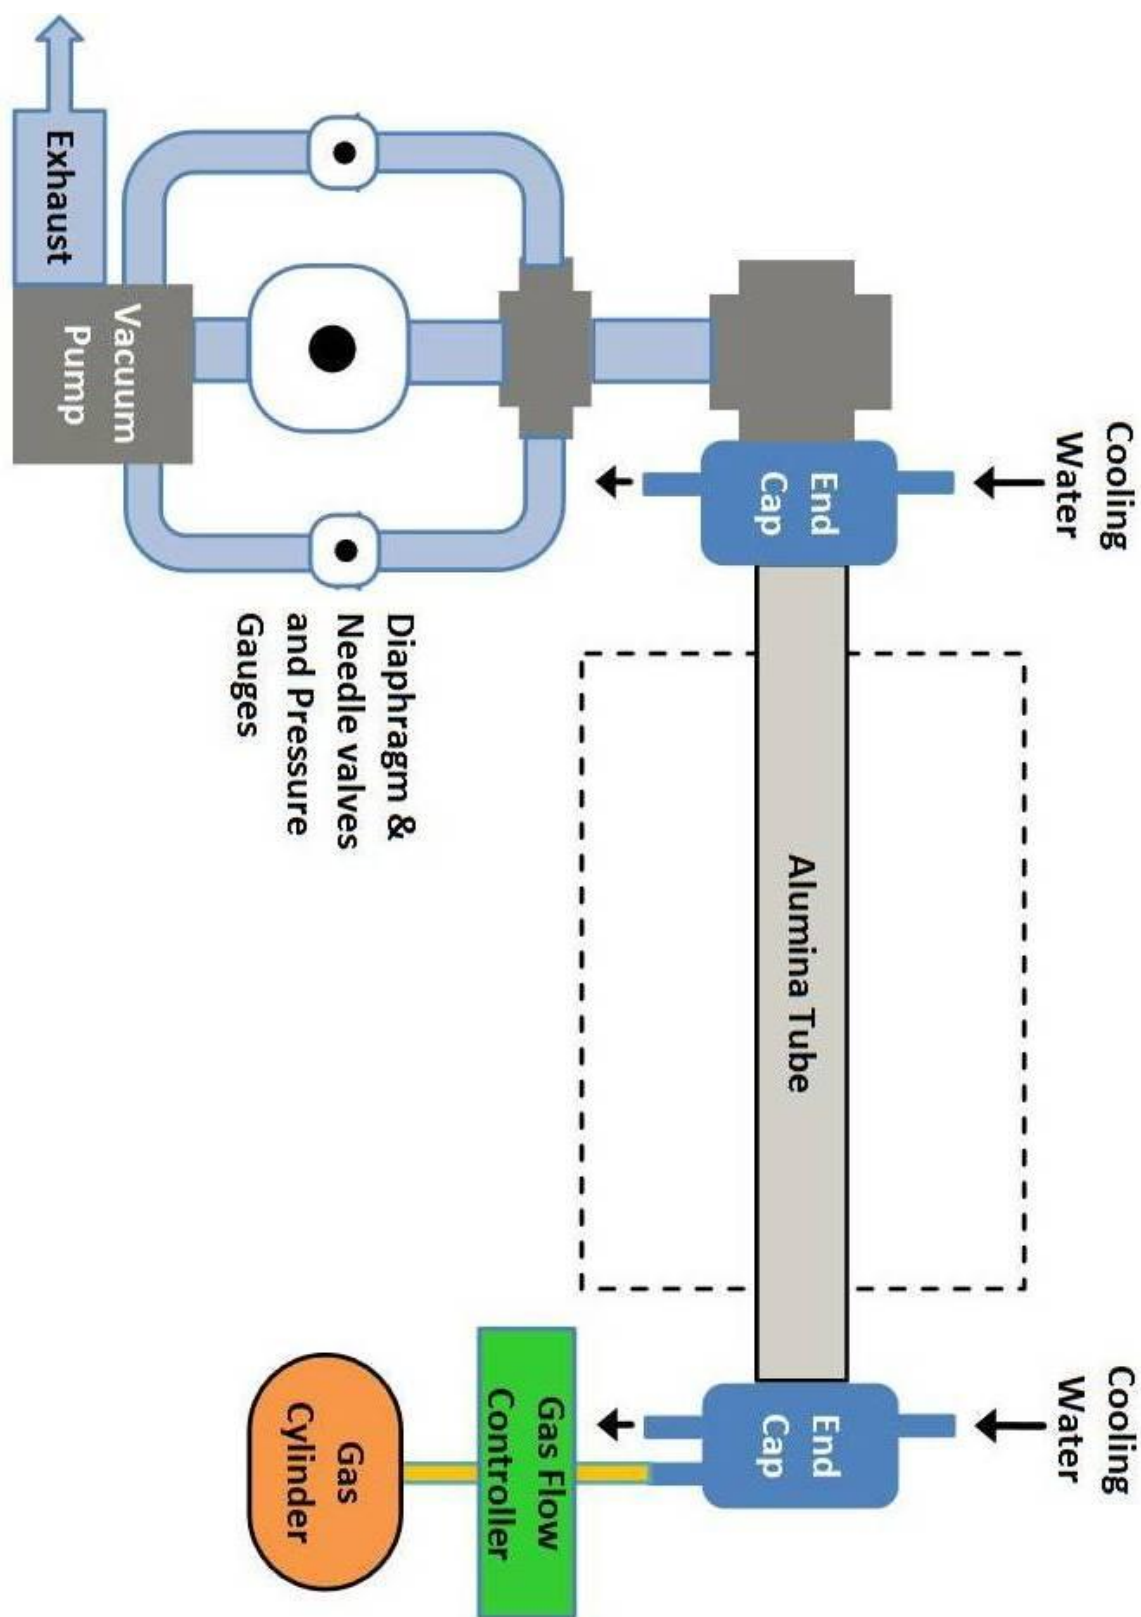 Cooling
Water
Cooling
Water
End
Cap
Alumina Tube
End
Cap
Diaphragm &
Needle valves
and Pressure
Gauges
Gas Flow
Controller
Vacuum
Pump
Exhaust
Gas
Cylinder